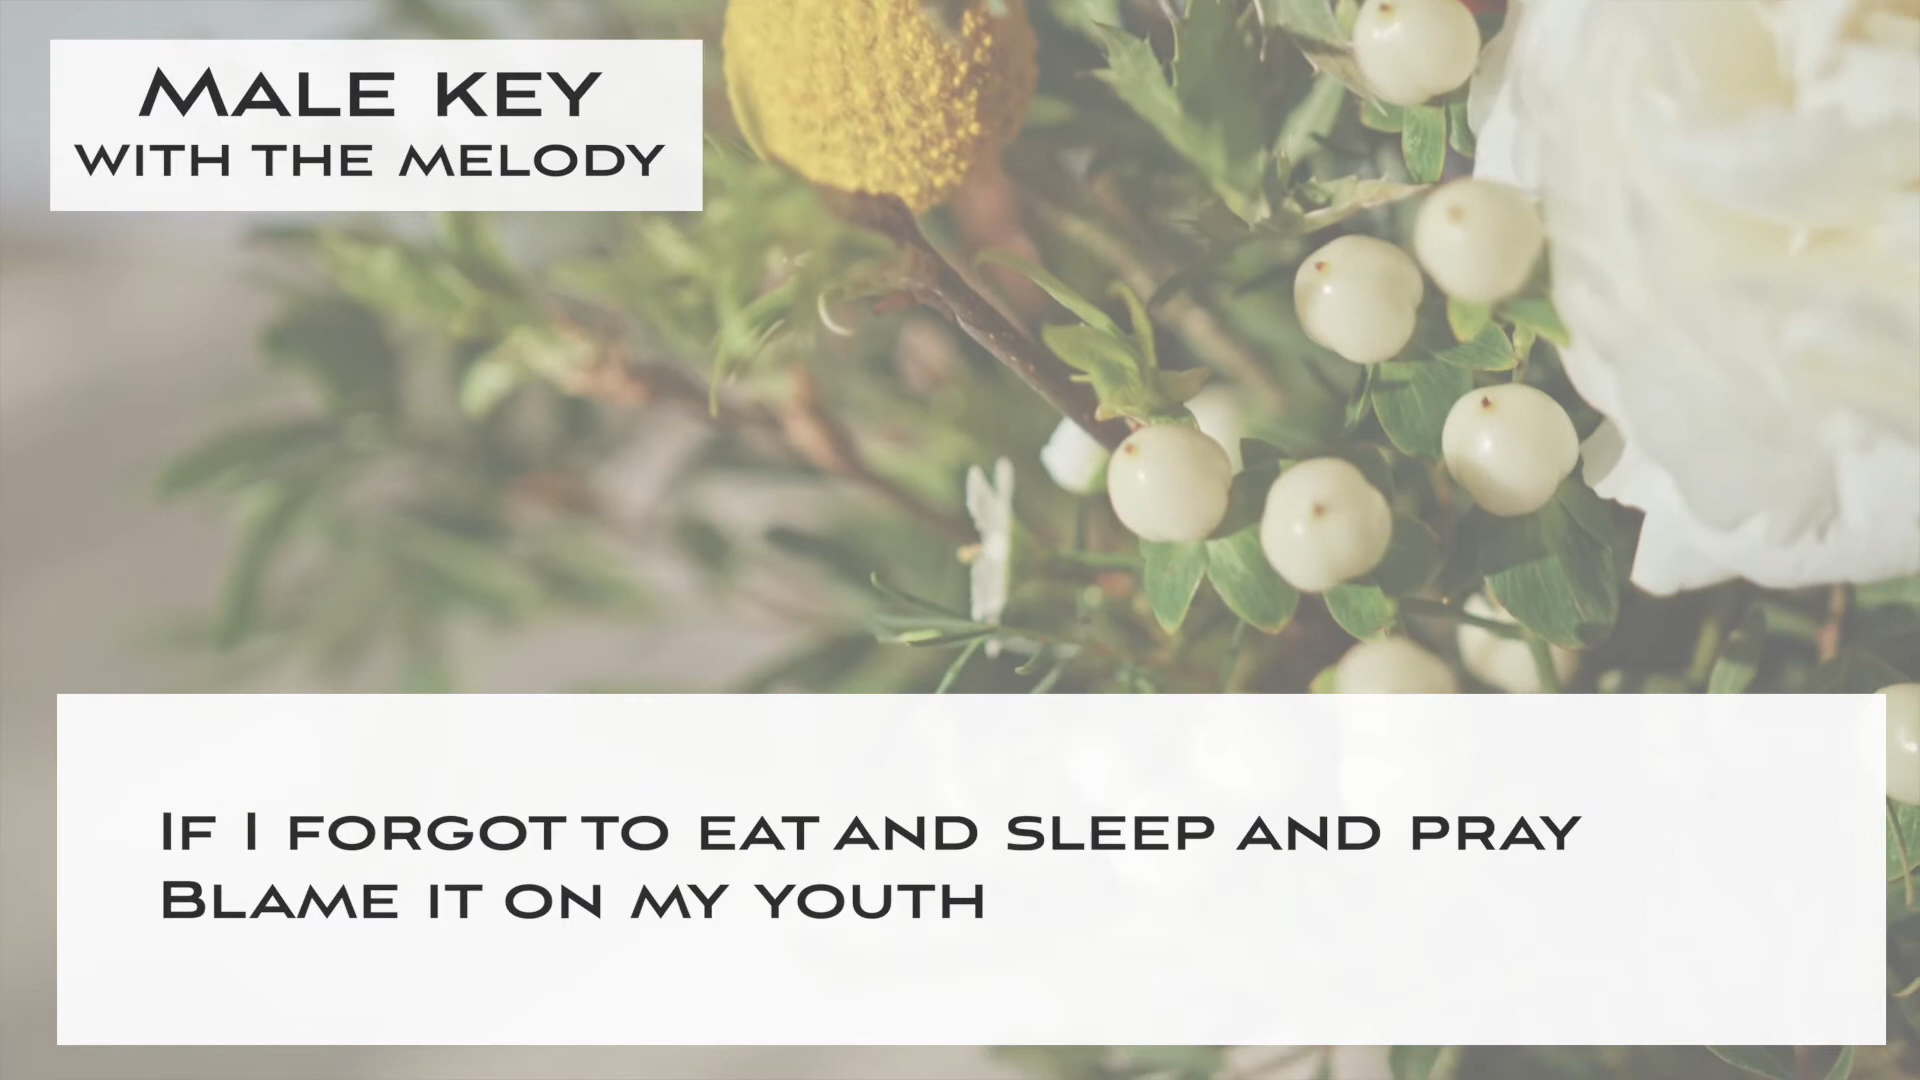 Male key
with the melody
If I forgot to eat and sleep and pray
Blame it on my youth